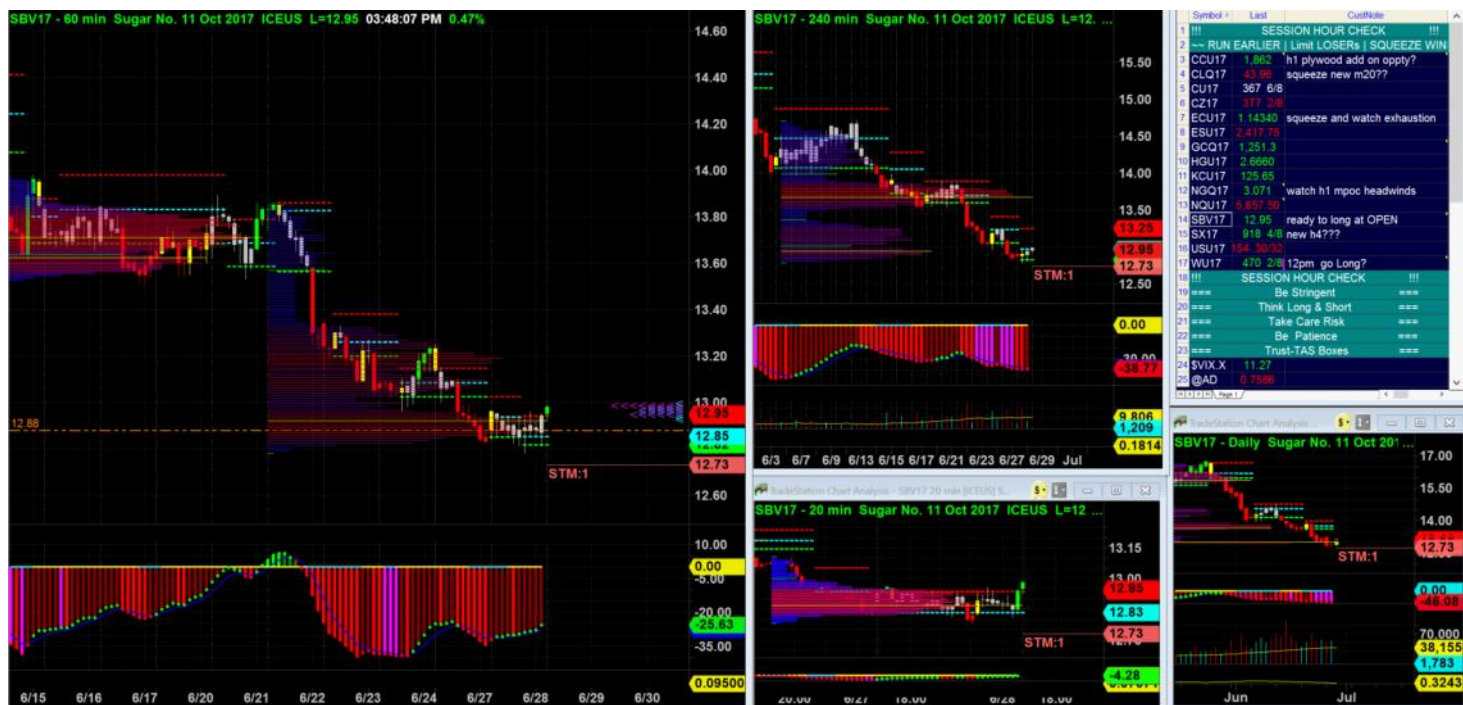 SBV17 - 60 min Sugar No. 11 Oct 2017 ICEUS L=12.95 03:48:07 PM 0.47%
14.60
14.40
14.20
14.00
13.80
13.60
13.20
13.00
12.95
12.88
12.85
12.73
STM:1
12.60
10.00
0.00
-5.00
-20.00
-25.63
-35.00
0.09500
6/15 6/16 6/17 6/20 6/21 6/22 6/23 6/24 6/27 6/28 6/29 6/30
SBV17 - 240 min Sugar No. 11 Oct 2017 ICEUS L=12. ...
15.50
15.00
14.50
14.00
13.50
13.25
12.95
12.73
STM:1
12.50
0.00
-38.77
9.806
1,209
0.1814
6/3 6/7 6/9 6/13 6/15 6/17 6/21 6/23 6/27 6/29 Jul
TradeStation Chart Analysis - SBV17 20 min [ICEUS] S...
SBV17 - 20 min Sugar No. 11 Oct 2017 ICEUS L=12 ...
13.15
13.00
12.95
12.83
12.73
STM:1
-4.28
20:00 6/27 18:00 6/28 18:00
Symbol Last CustNote
1 !!! SESSION HOUR CHECK !!!
2 ~~ RUN EARLIER | Limit LOSERs | SQUEEZE WIN
3 CCU17 1,862 h1 plywood add on oppty?
4 CLQ17 43.96 squeeze new m20??
5 CU17 367 6/8
6 CZ17 377 2/8
7 ECU17 1.14340 squeeze and watch exhaustion
8 ESU17 2,417.75
9 GCQ17 1,251.3
10 HGU17 2.6660
11 KCU17 125.65
12 NGQ17 3.071 watch h1 mpoc headwinds
13 NQU17 5,657.50
14 SBV17 12.95 ready to long at OPEN
15 SX17 918 4/8 new h4???
16 USU17 154 30/32
17 WU17 470 2/8 12pm go Long?
18 !!! SESSION HOUR CHECK !!!
19 === Be Stringent ===
20 === Think Long & Short ===
21 === Take Care Risk ===
22 === Be Patience ===
23 === Trust-TAS Boxes ===
24 $VIX.X 11.27
25 @AD 0.7586
Page 1
TradeStation Chart Analysis...
SBV17 - Daily Sugar No. 11 Oct 201 ...
17.00
15.50
14.00
12.73
STM:1
0.00
-46.08
70,000
38,155
1,783
0.3243
Jun Jul